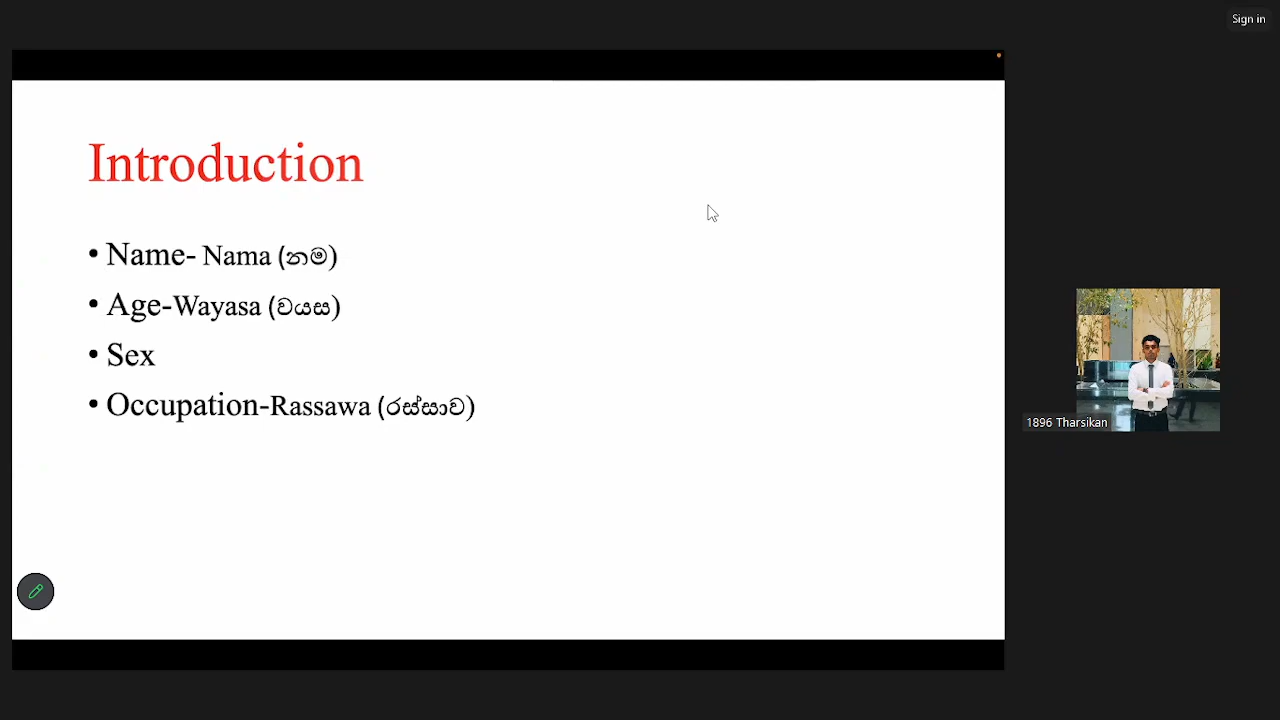 Sign in
Introduction
• Name- Nama (නම)
• Age-Wayasa (වයස)
• Sex
• Occupation-Rassawa (රස්සාව)
1896 Tharsikan